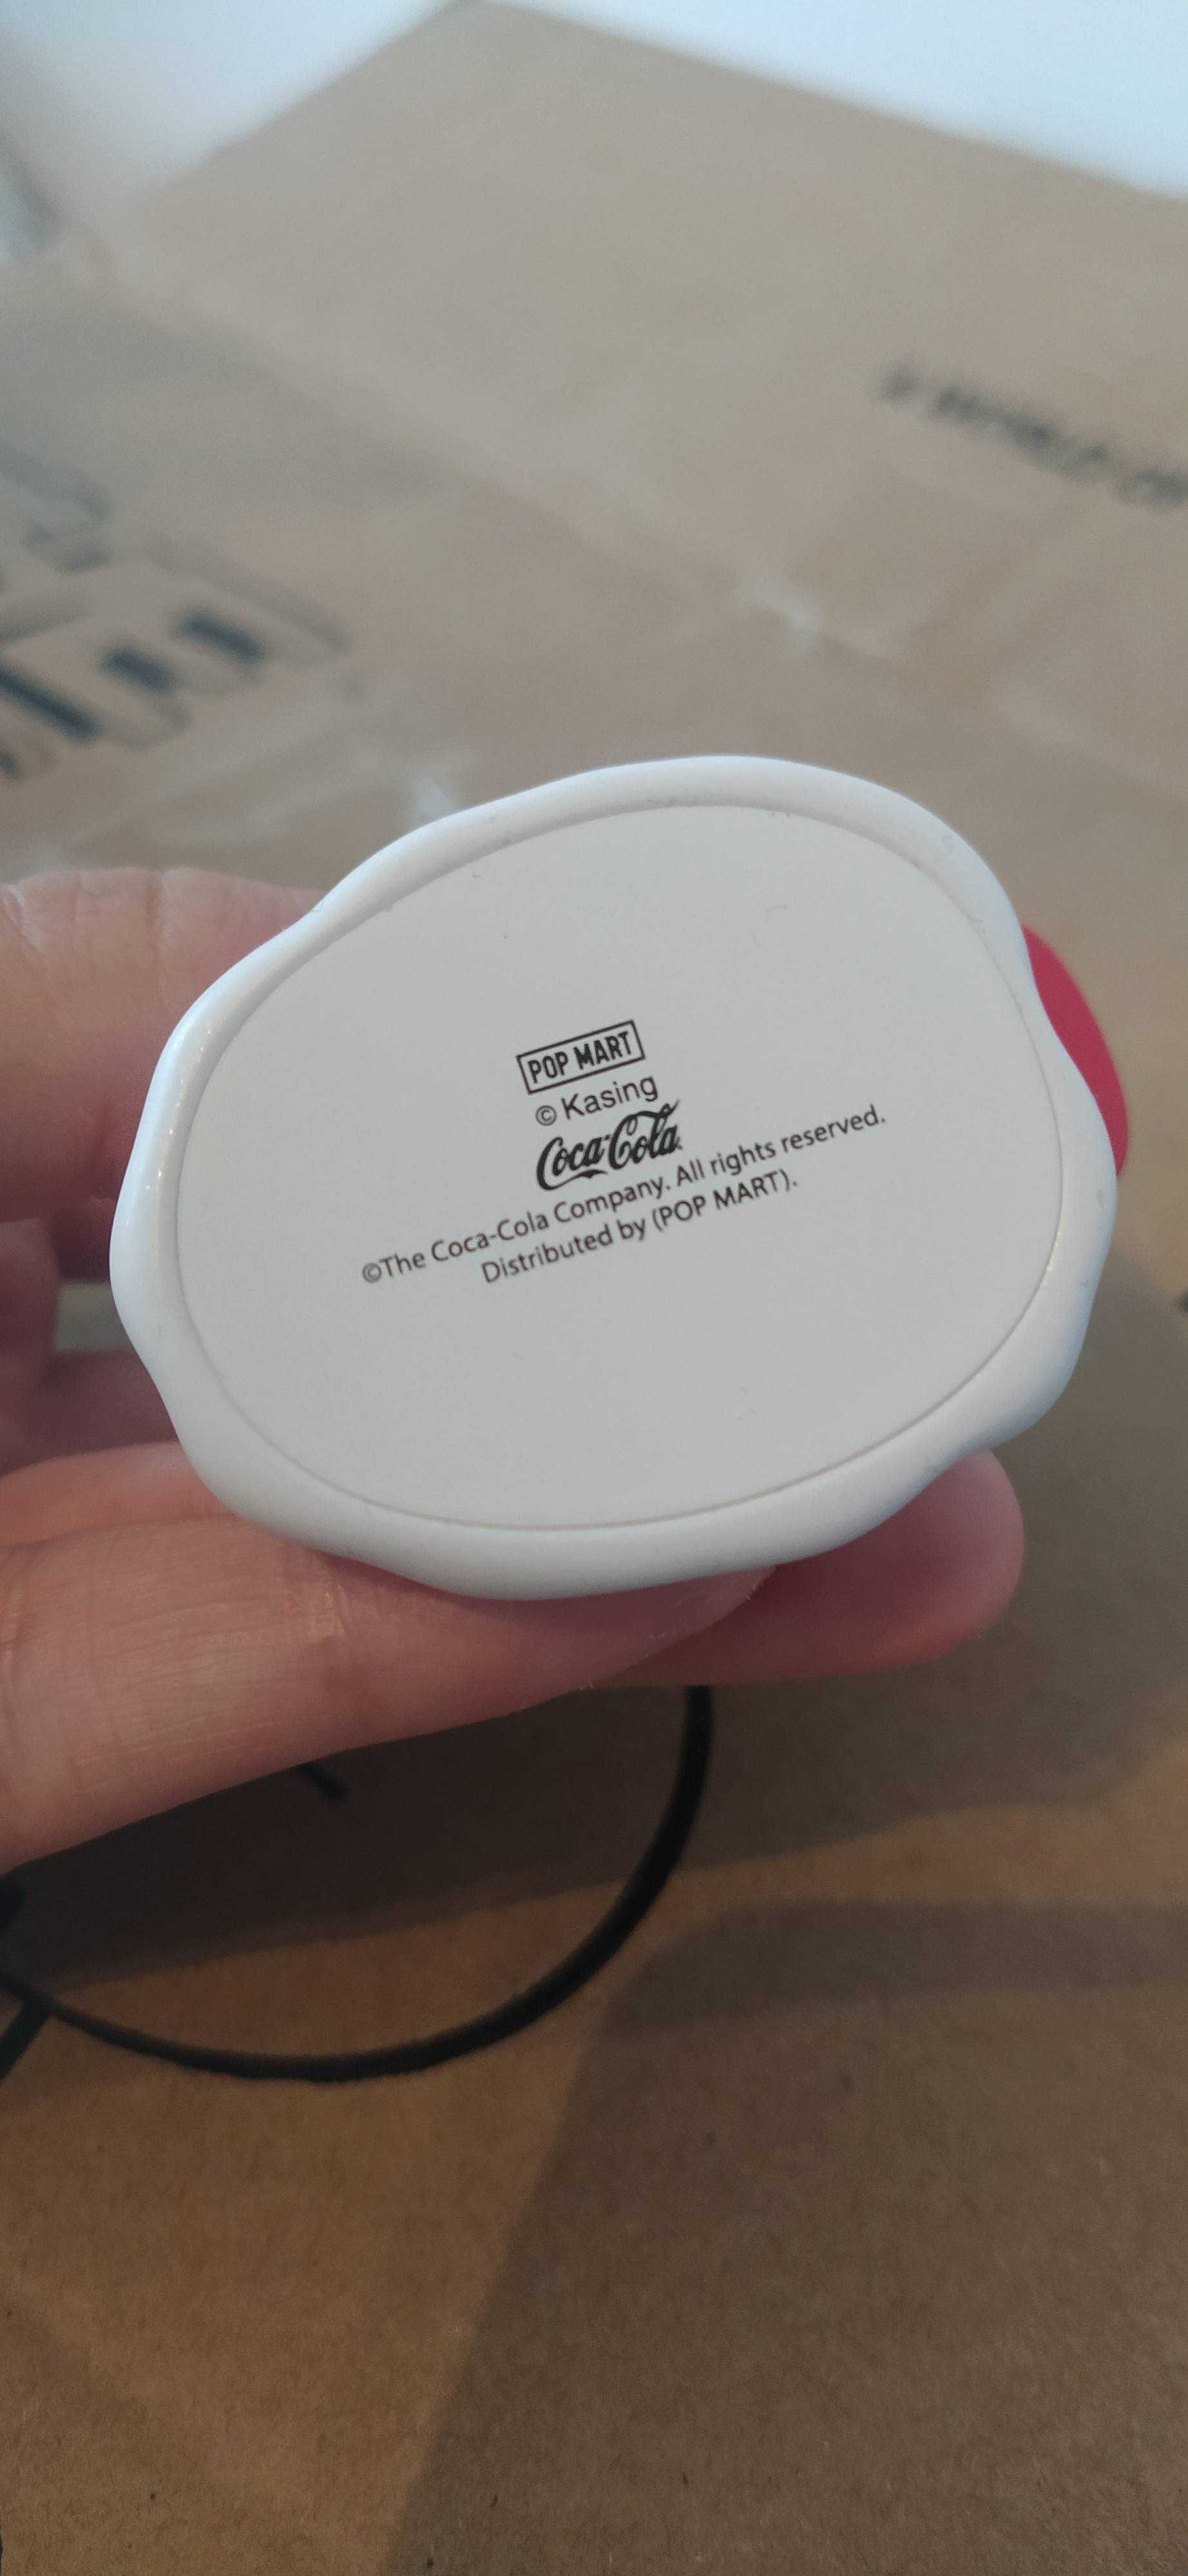 POP MART
© Kasing
Coca-Cola
©The Coca-Cola Company. All rights reserved.
Distributed by (POP MART).